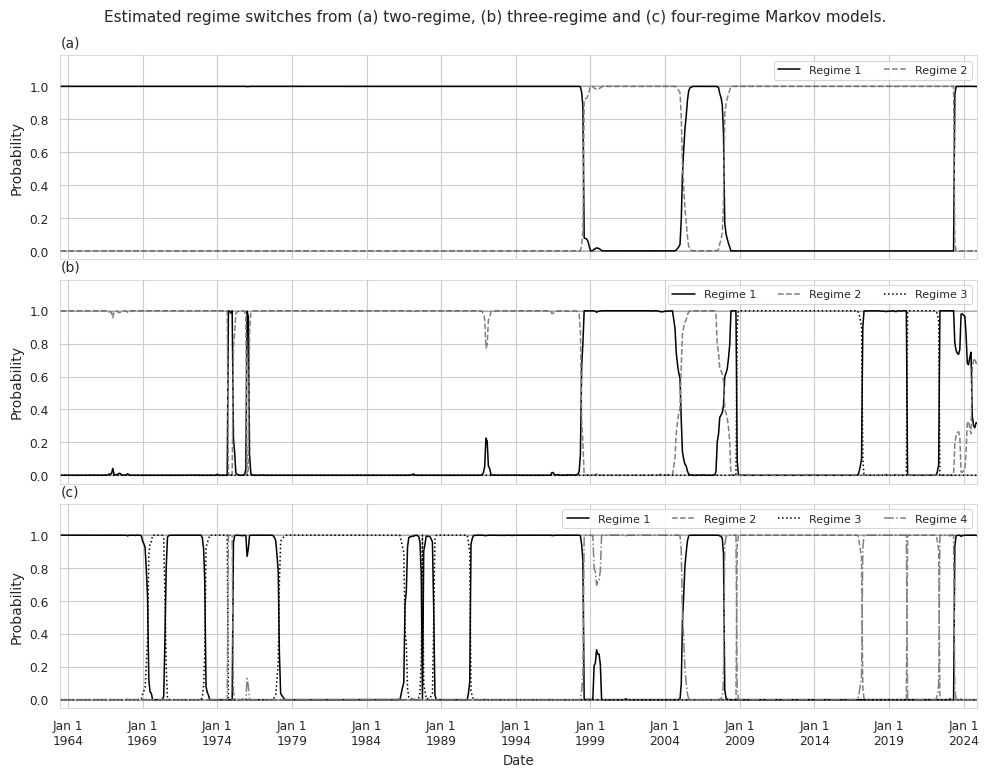 Estimated regime switches from (a) two-regime, (b) three-regime and (c) four-regime Markov models.
(a)
Regime 1 Regime 2
1.0
0.8
0.6
0.4
0.2
0.0
Probability
(b)
Regime 1 Regime 2 Regime 3
1.0
0.8
0.6
0.4
0.2
0.0
Probability
(c)
Regime 1 Regime 2 Regime 3 Regime 4
1.0
0.8
0.6
0.4
0.2
0.0
Probability
Jan 1 Jan 1 Jan 1 Jan 1 Jan 1 Jan 1 Jan 1 Jan 1 Jan 1 Jan 1 Jan 1 Jan 1 Jan 1
1964 1969 1974 1979 1984 1989 1994 1999 2004 2009 2014 2019 2024
Date